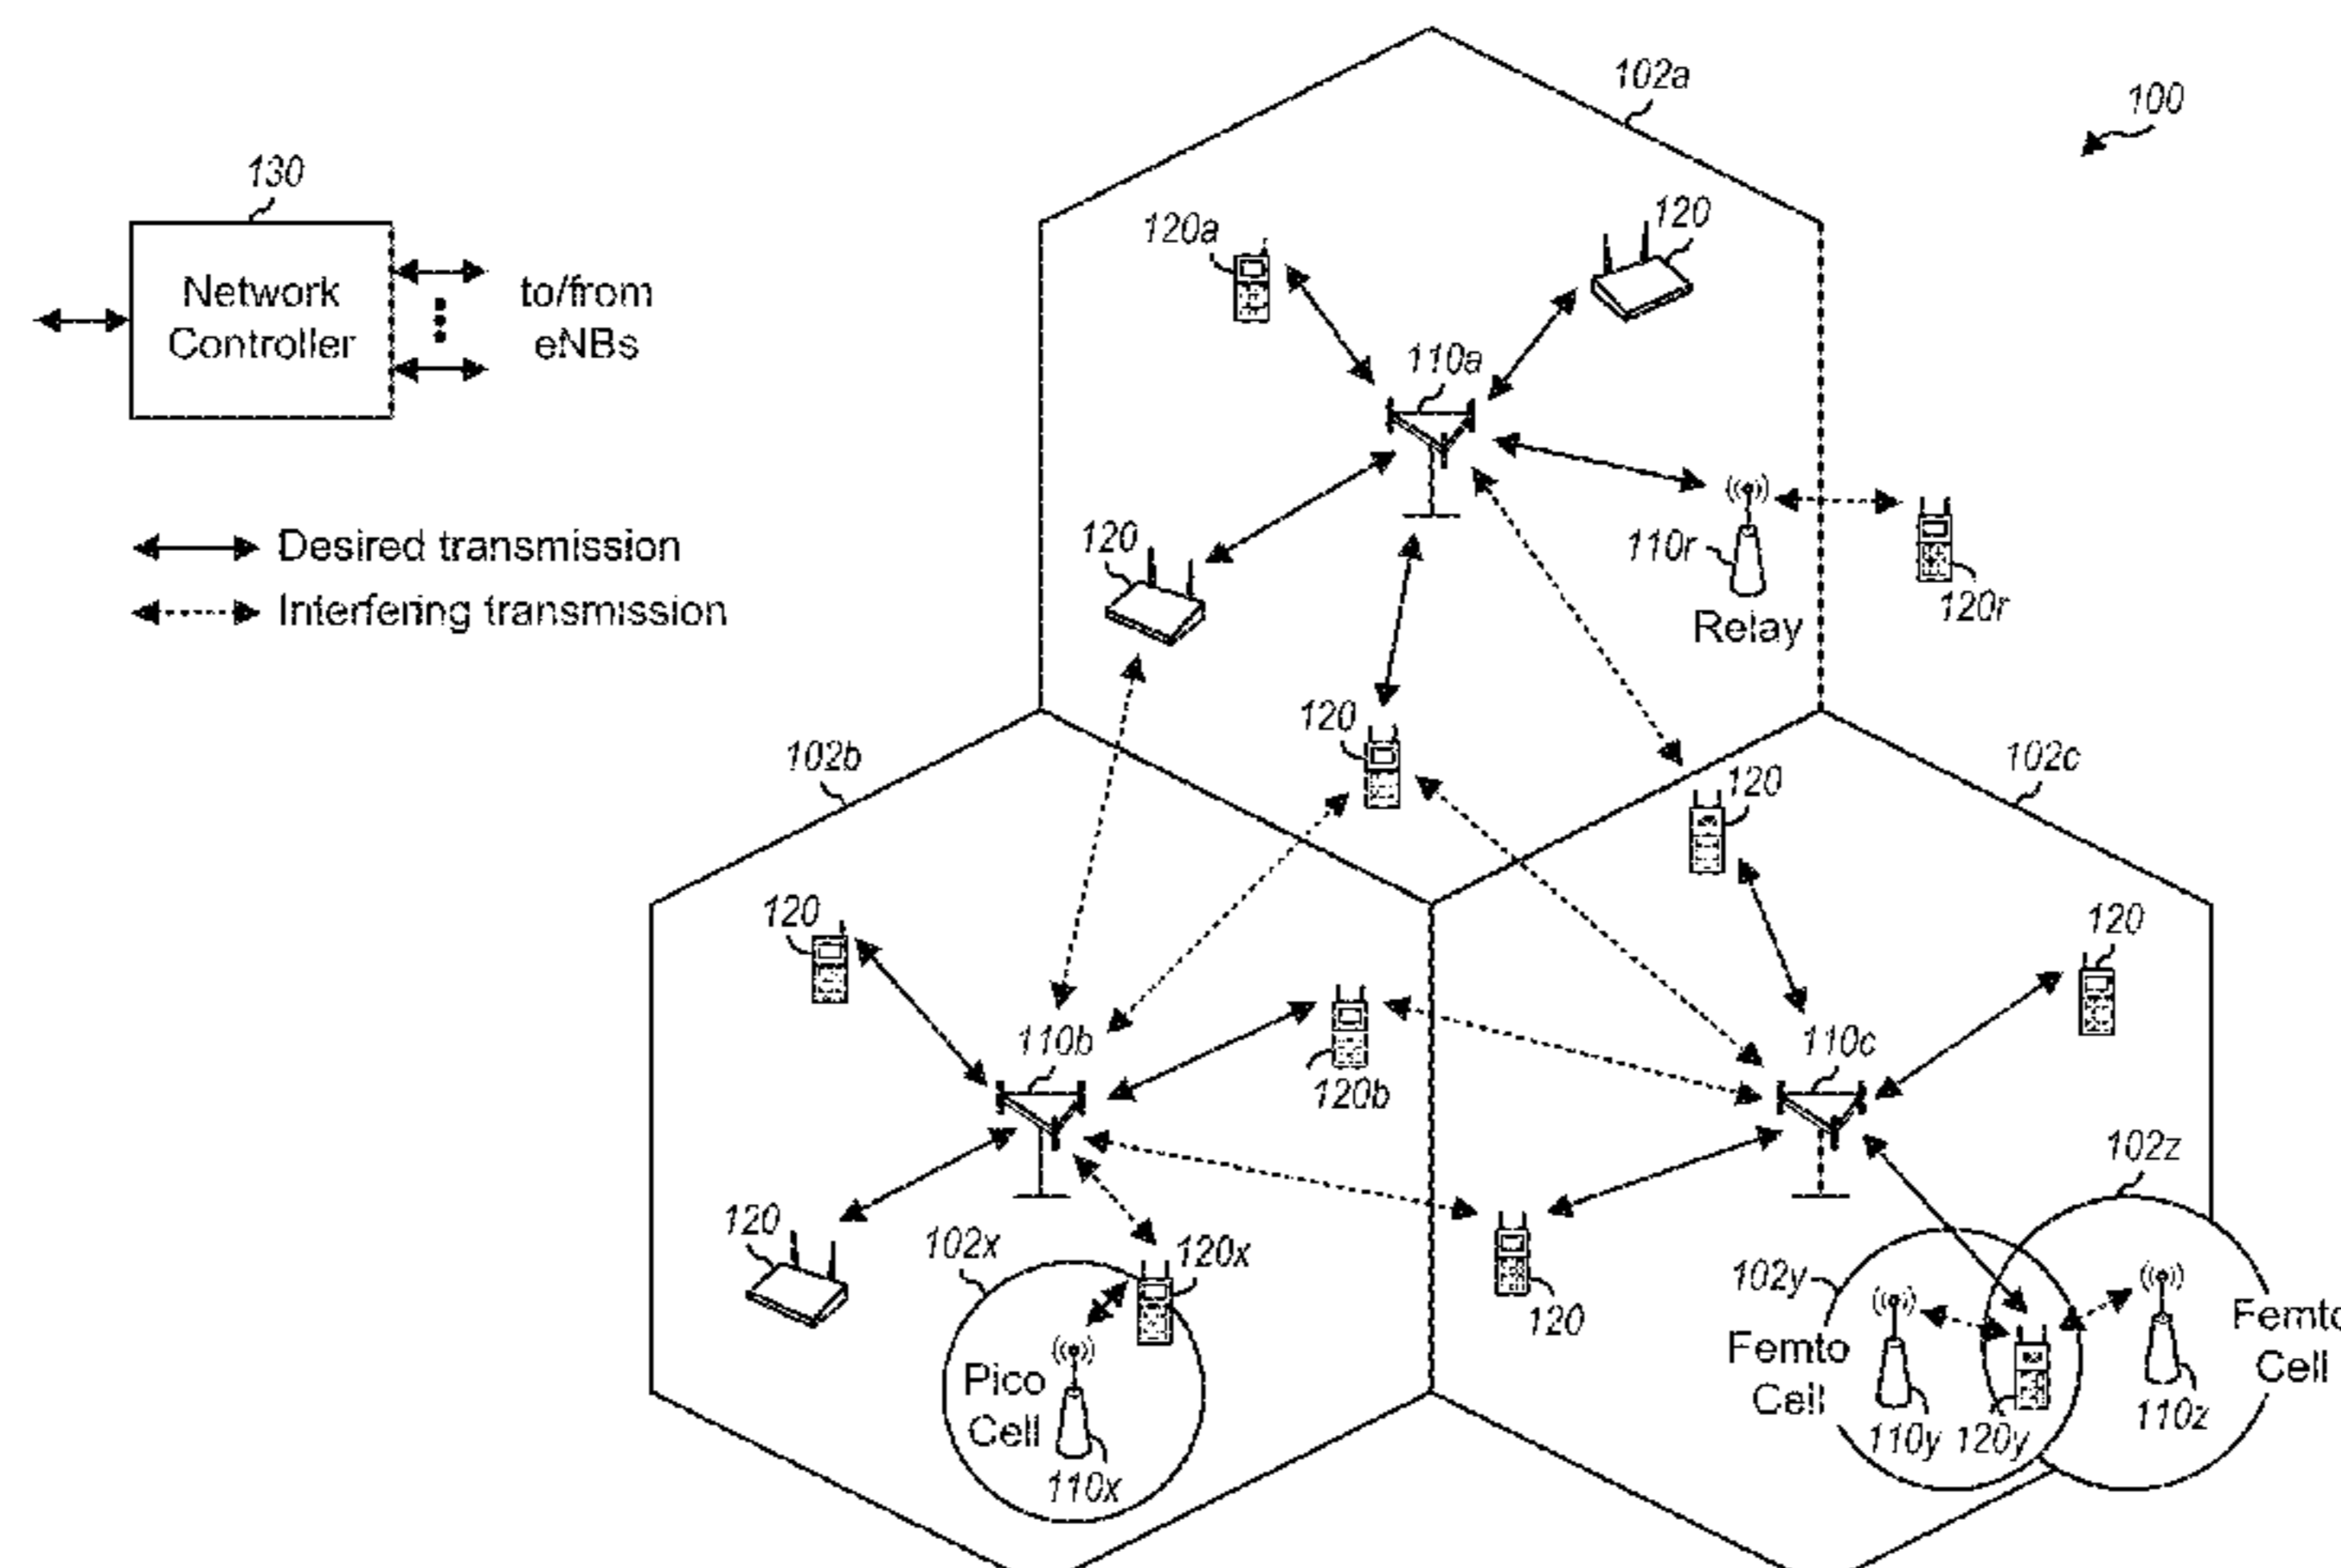 102a
100
130
120a
120
Network
Controller
to/from
eNBs
110a
Desired transmission
Interfering transmission
120
110r
Relay
120r
120
102b
120
102c
120
120
110b
120b
110c
102z
120
102x
120x
102y
120
Femto
Cell
Femto
Cell
Pico
Cell
110x
110y
120y
110z